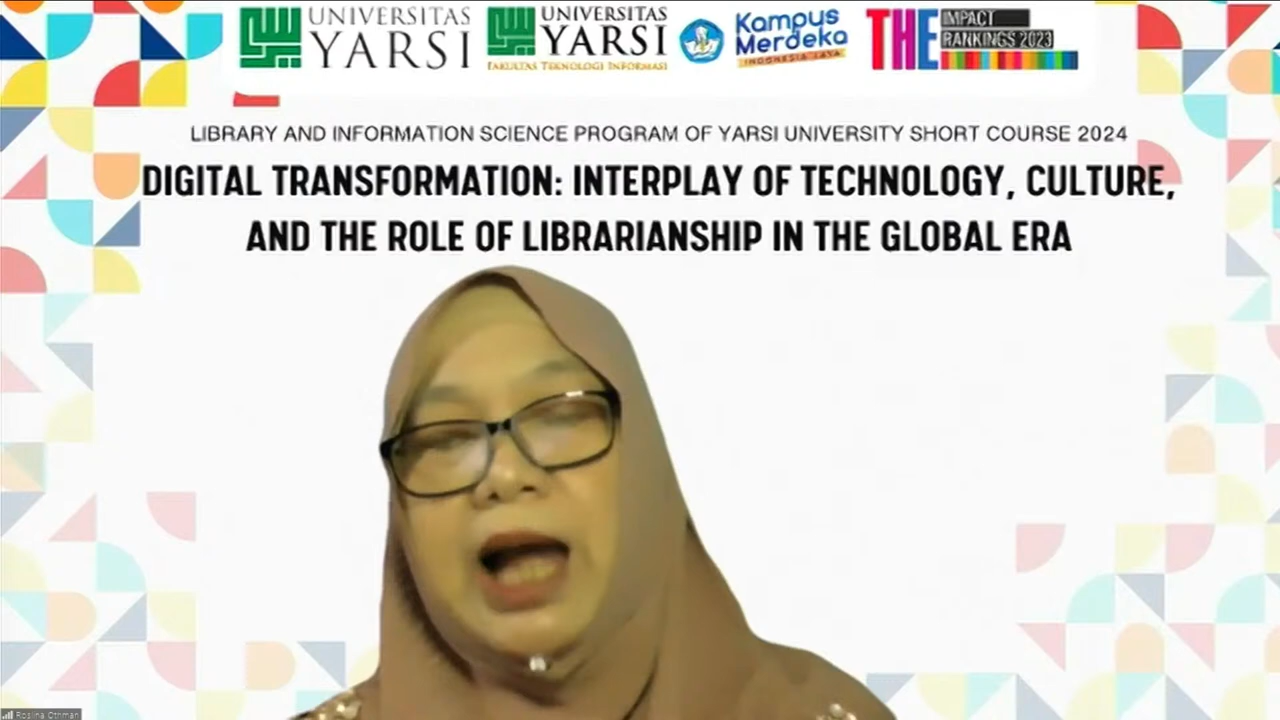 UNIVERSITAS
YARSI
UNIVERSITAS
YARSI
FAKULTAS TEKNOLOGI INFORMASI
Kampus
Merdeka
INDONESIA JAYA
THE
IMPACT
RANKINGS 2023
LIBRARY AND INFORMATION SCIENCE PROGRAM OF YARSI UNIVERSITY SHORT COURSE 2024
DIGITAL TRANSFORMATION: INTERPLAY OF TECHNOLOGY, CULTURE,
AND THE ROLE OF LIBRARIANSHIP IN THE GLOBAL ERA
Roslina Othman